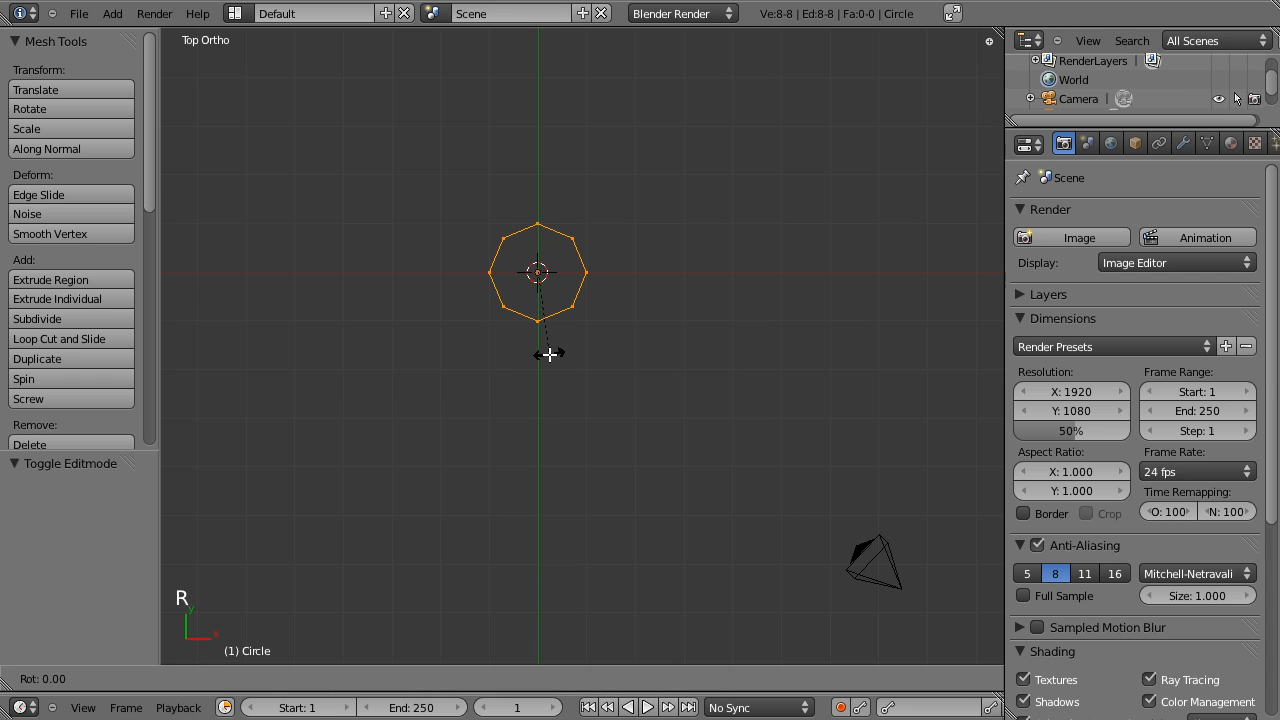 File Add Render Help Default Scene Blender Render Ve:8-8 | Ed:8-8 | Fa:0-0 | Circle
Mesh Tools
Transform:
Translate
Rotate
Scale
Along Normal
Deform:
Edge Slide
Noise
Smooth Vertex
Add:
Extrude Region
Extrude Individual
Subdivide
Loop Cut and Slide
Duplicate
Spin
Screw
Remove:
Delete
Toggle Editmode
Top Ortho
R
y
x
(1) Circle
Rot: 0.00
View Search All Scenes
RenderLayers |
World
Camera |
Scene
Render
Image Animation
Display: Image Editor
Layers
Dimensions
Render Presets
Resolution: Frame Range:
X: 1920 Start: 1
Y: 1080 End: 250
50% Step: 1
Aspect Ratio: Frame Rate:
X: 1.000 24 fps
Y: 1.000 Time Remapping:
Border Crop O: 100 N: 100
Anti-Aliasing
5 8 11 16 Mitchell-Netravali
Full Sample Size: 1.000
Sampled Motion Blur
Shading
Textures Ray Tracing
Shadows Color Management
View Frame Playback Start: 1 End: 250 1 No Sync